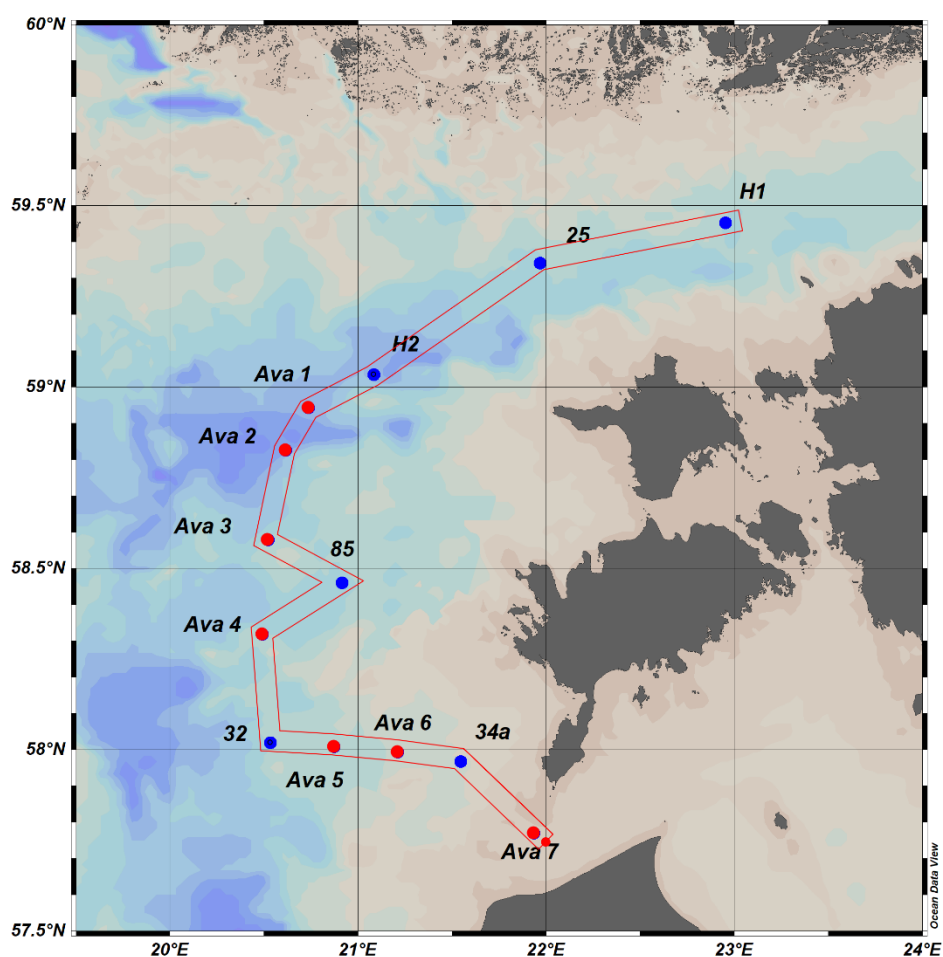 60°N
H1
59.5°N
25
H2
Ava 1
59°N
Ava 2
Ava 3
85
58.5°N
Ava 4
Ava 6
34a
32
58°N
Ava 5
Ava 7
57.5°N
20°E
21°E
22°E
23°E
24°E
Ocean Data View